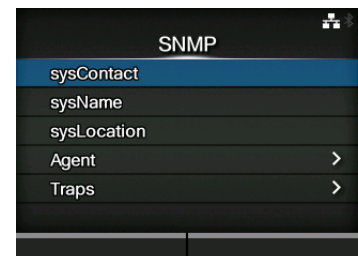 SNMP
sysContact
sysName
sysLocation
Agent
Traps